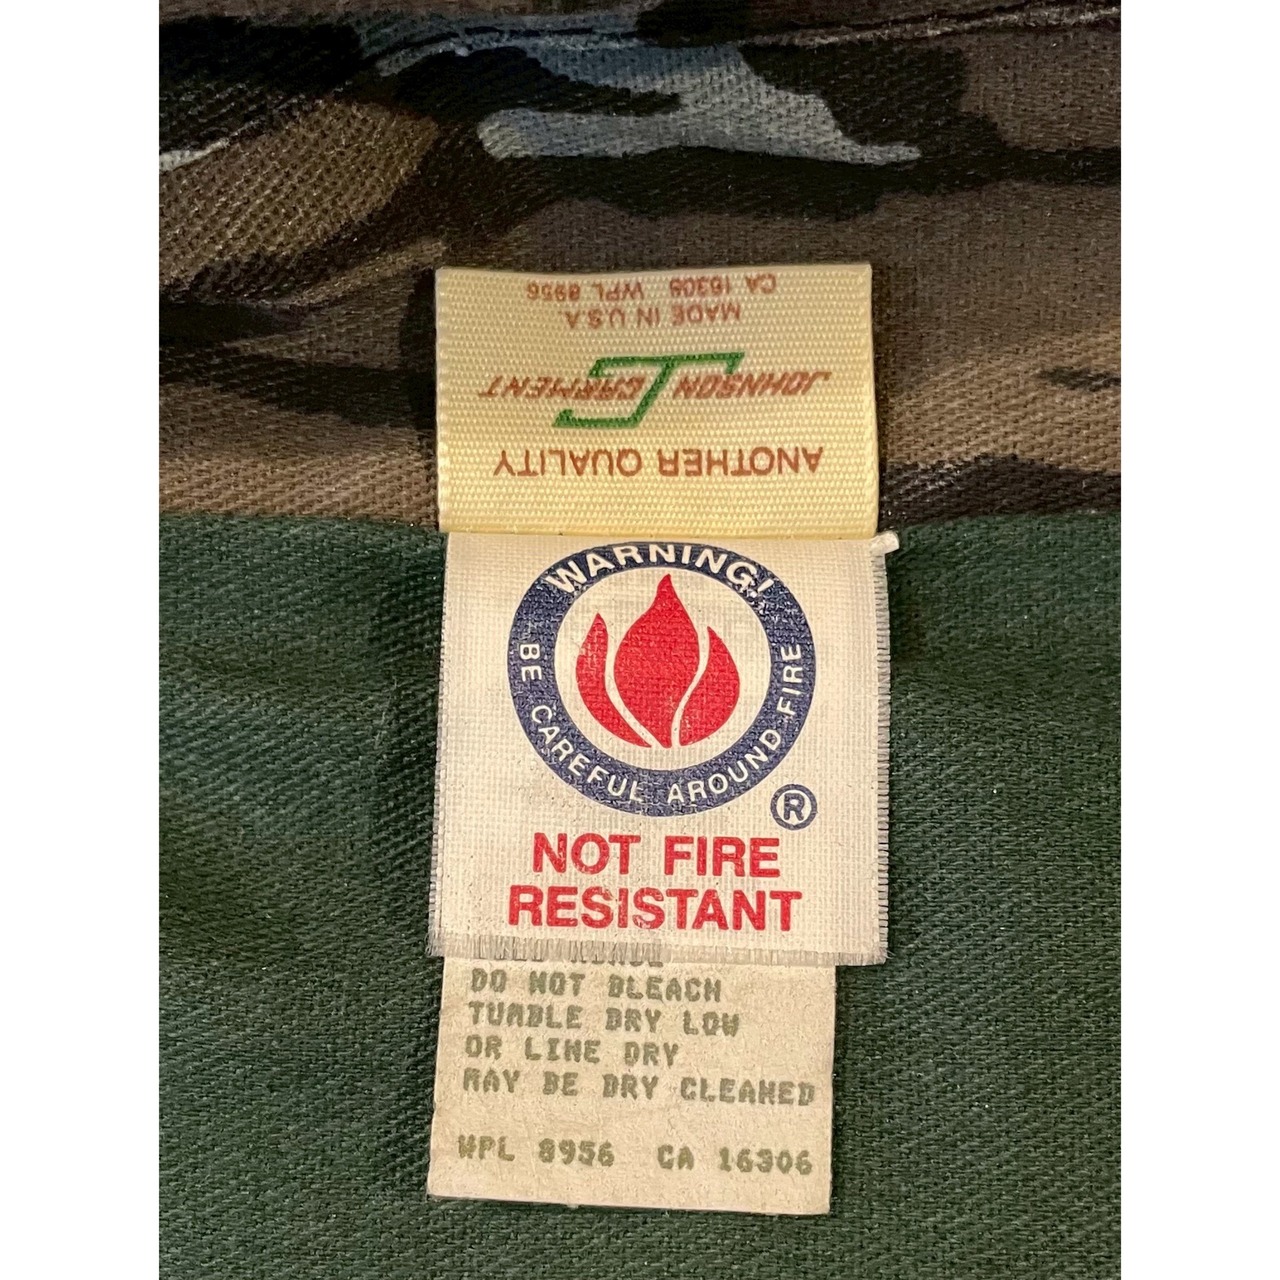 ANOTHER QUALITY
JOHNSON GARMENT
MADE IN U.S.A.
CA 16306 WPL 8956
WARNING!
BE CAREFUL AROUND FIRE
®
NOT FIRE
RESISTANT
DO NOT BLEACH
TUMBLE DRY LOW
OR LINE DRY
MAY BE DRY CLEANED
WPL 8956 CA 16306